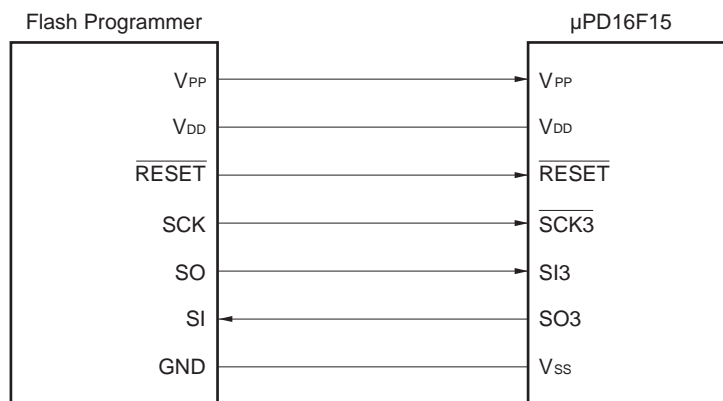 Flash Programmer µPD16F15
VPP VPP
VDD VDD
RESET RESET
SCK SCK3
SO SI3
SI SO3
GND VSS